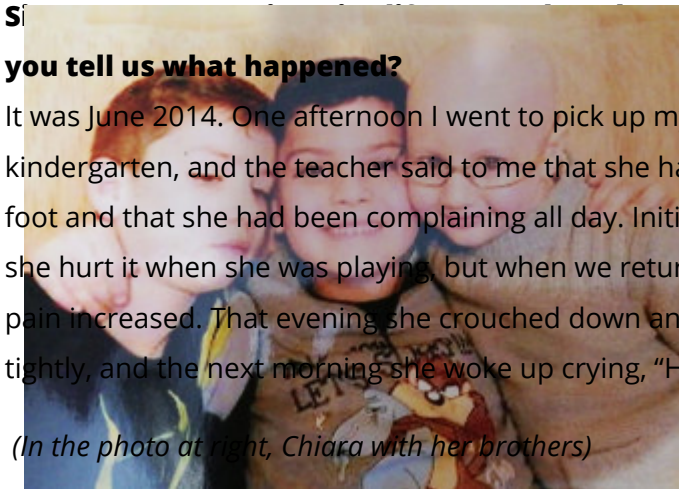 you tell us what happened?
It was June 2014. One afternoon I went to pick up m
kindergarten, and the teacher said to me that she ha
foot and that she had been complaining all day. Initi
she hurt it when she was playing, but when we retur
pain increased. That evening she crouched down an
tightly, and the next morning she woke up crying, “H
LET'S
(In the photo at right, Chiara with her brothers)